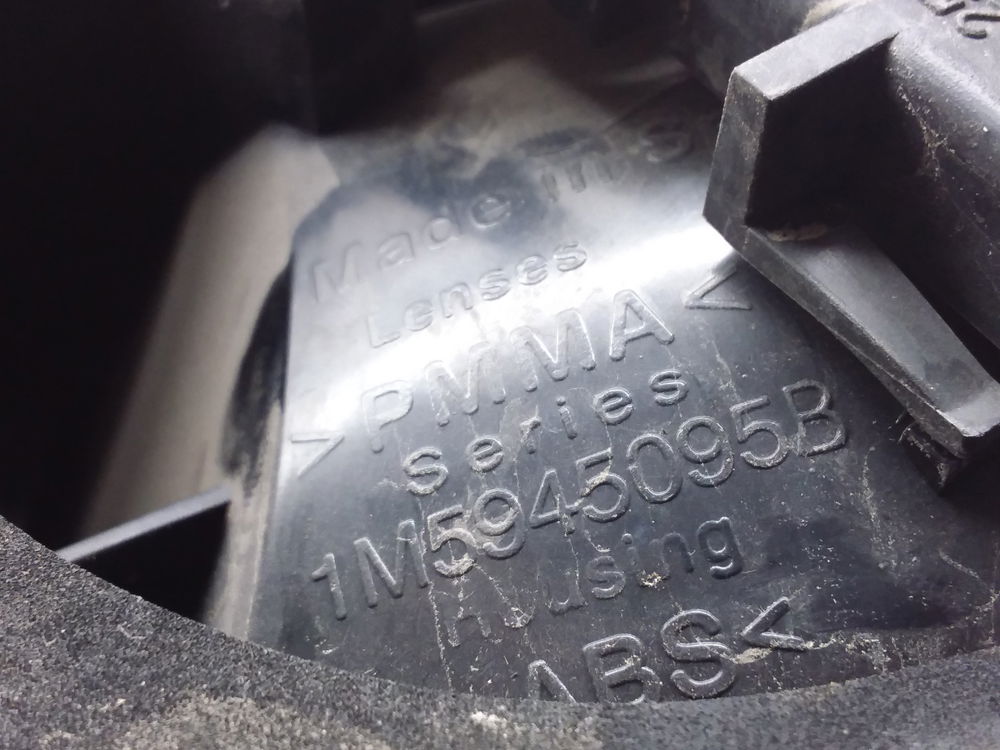 Made in
Lenses
>PMMA<
Series
1M5945095B
Housing
ABS<